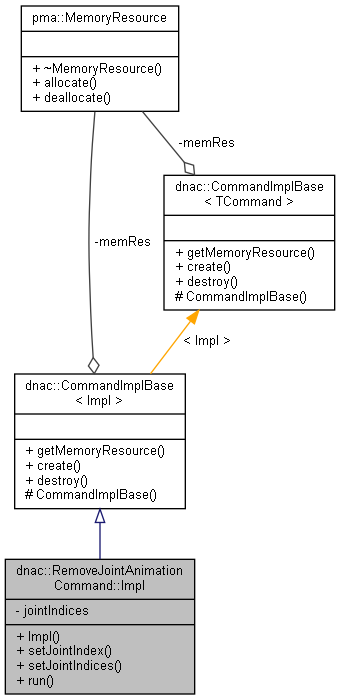 pma::MemoryResource
+ ~MemoryResource()
+ allocate()
+ deallocate()
-memRes
dnac::CommandImplBase
< TCommand >
+ getMemoryResource()
+ create()
+ destroy()
# CommandImplBase()
-memRes
< Impl >
dnac::CommandImplBase
< Impl >
+ getMemoryResource()
+ create()
+ destroy()
# CommandImplBase()
dnac::RemoveJointAnimation
Command::Impl
- jointIndices
+ Impl()
+ setJointIndex()
+ setJointIndices()
+ run()